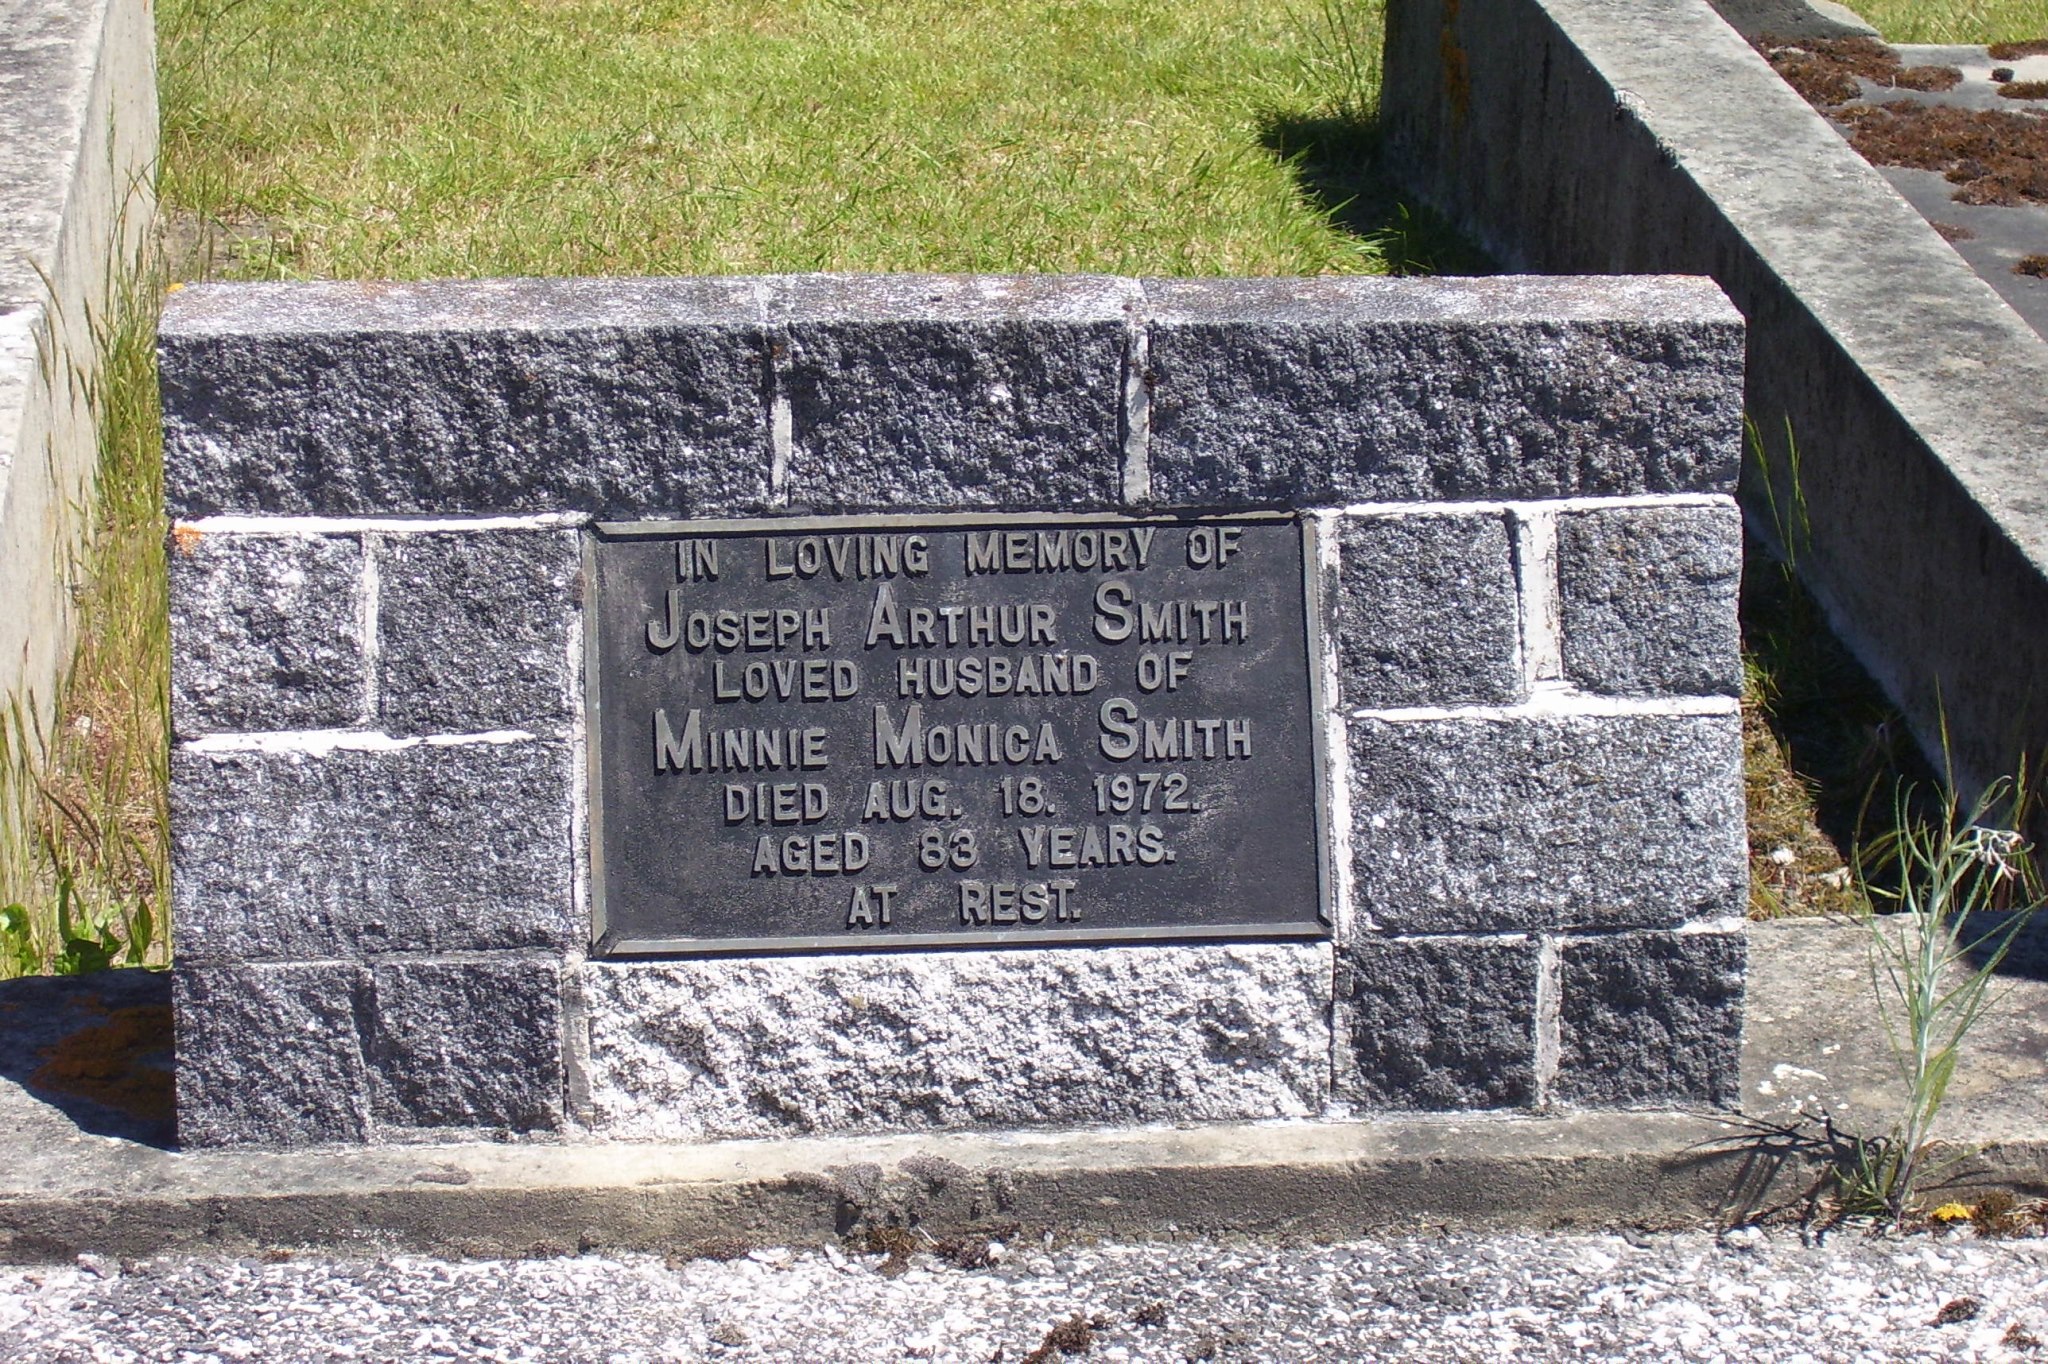 IN LOVING MEMORY OF
JOSEPH ARTHUR SMITH
LOVED HUSBAND OF
MINNIE MONICA SMITH
DIED AUG. 18. 1972.
AGED 83 YEARS.
AT REST.